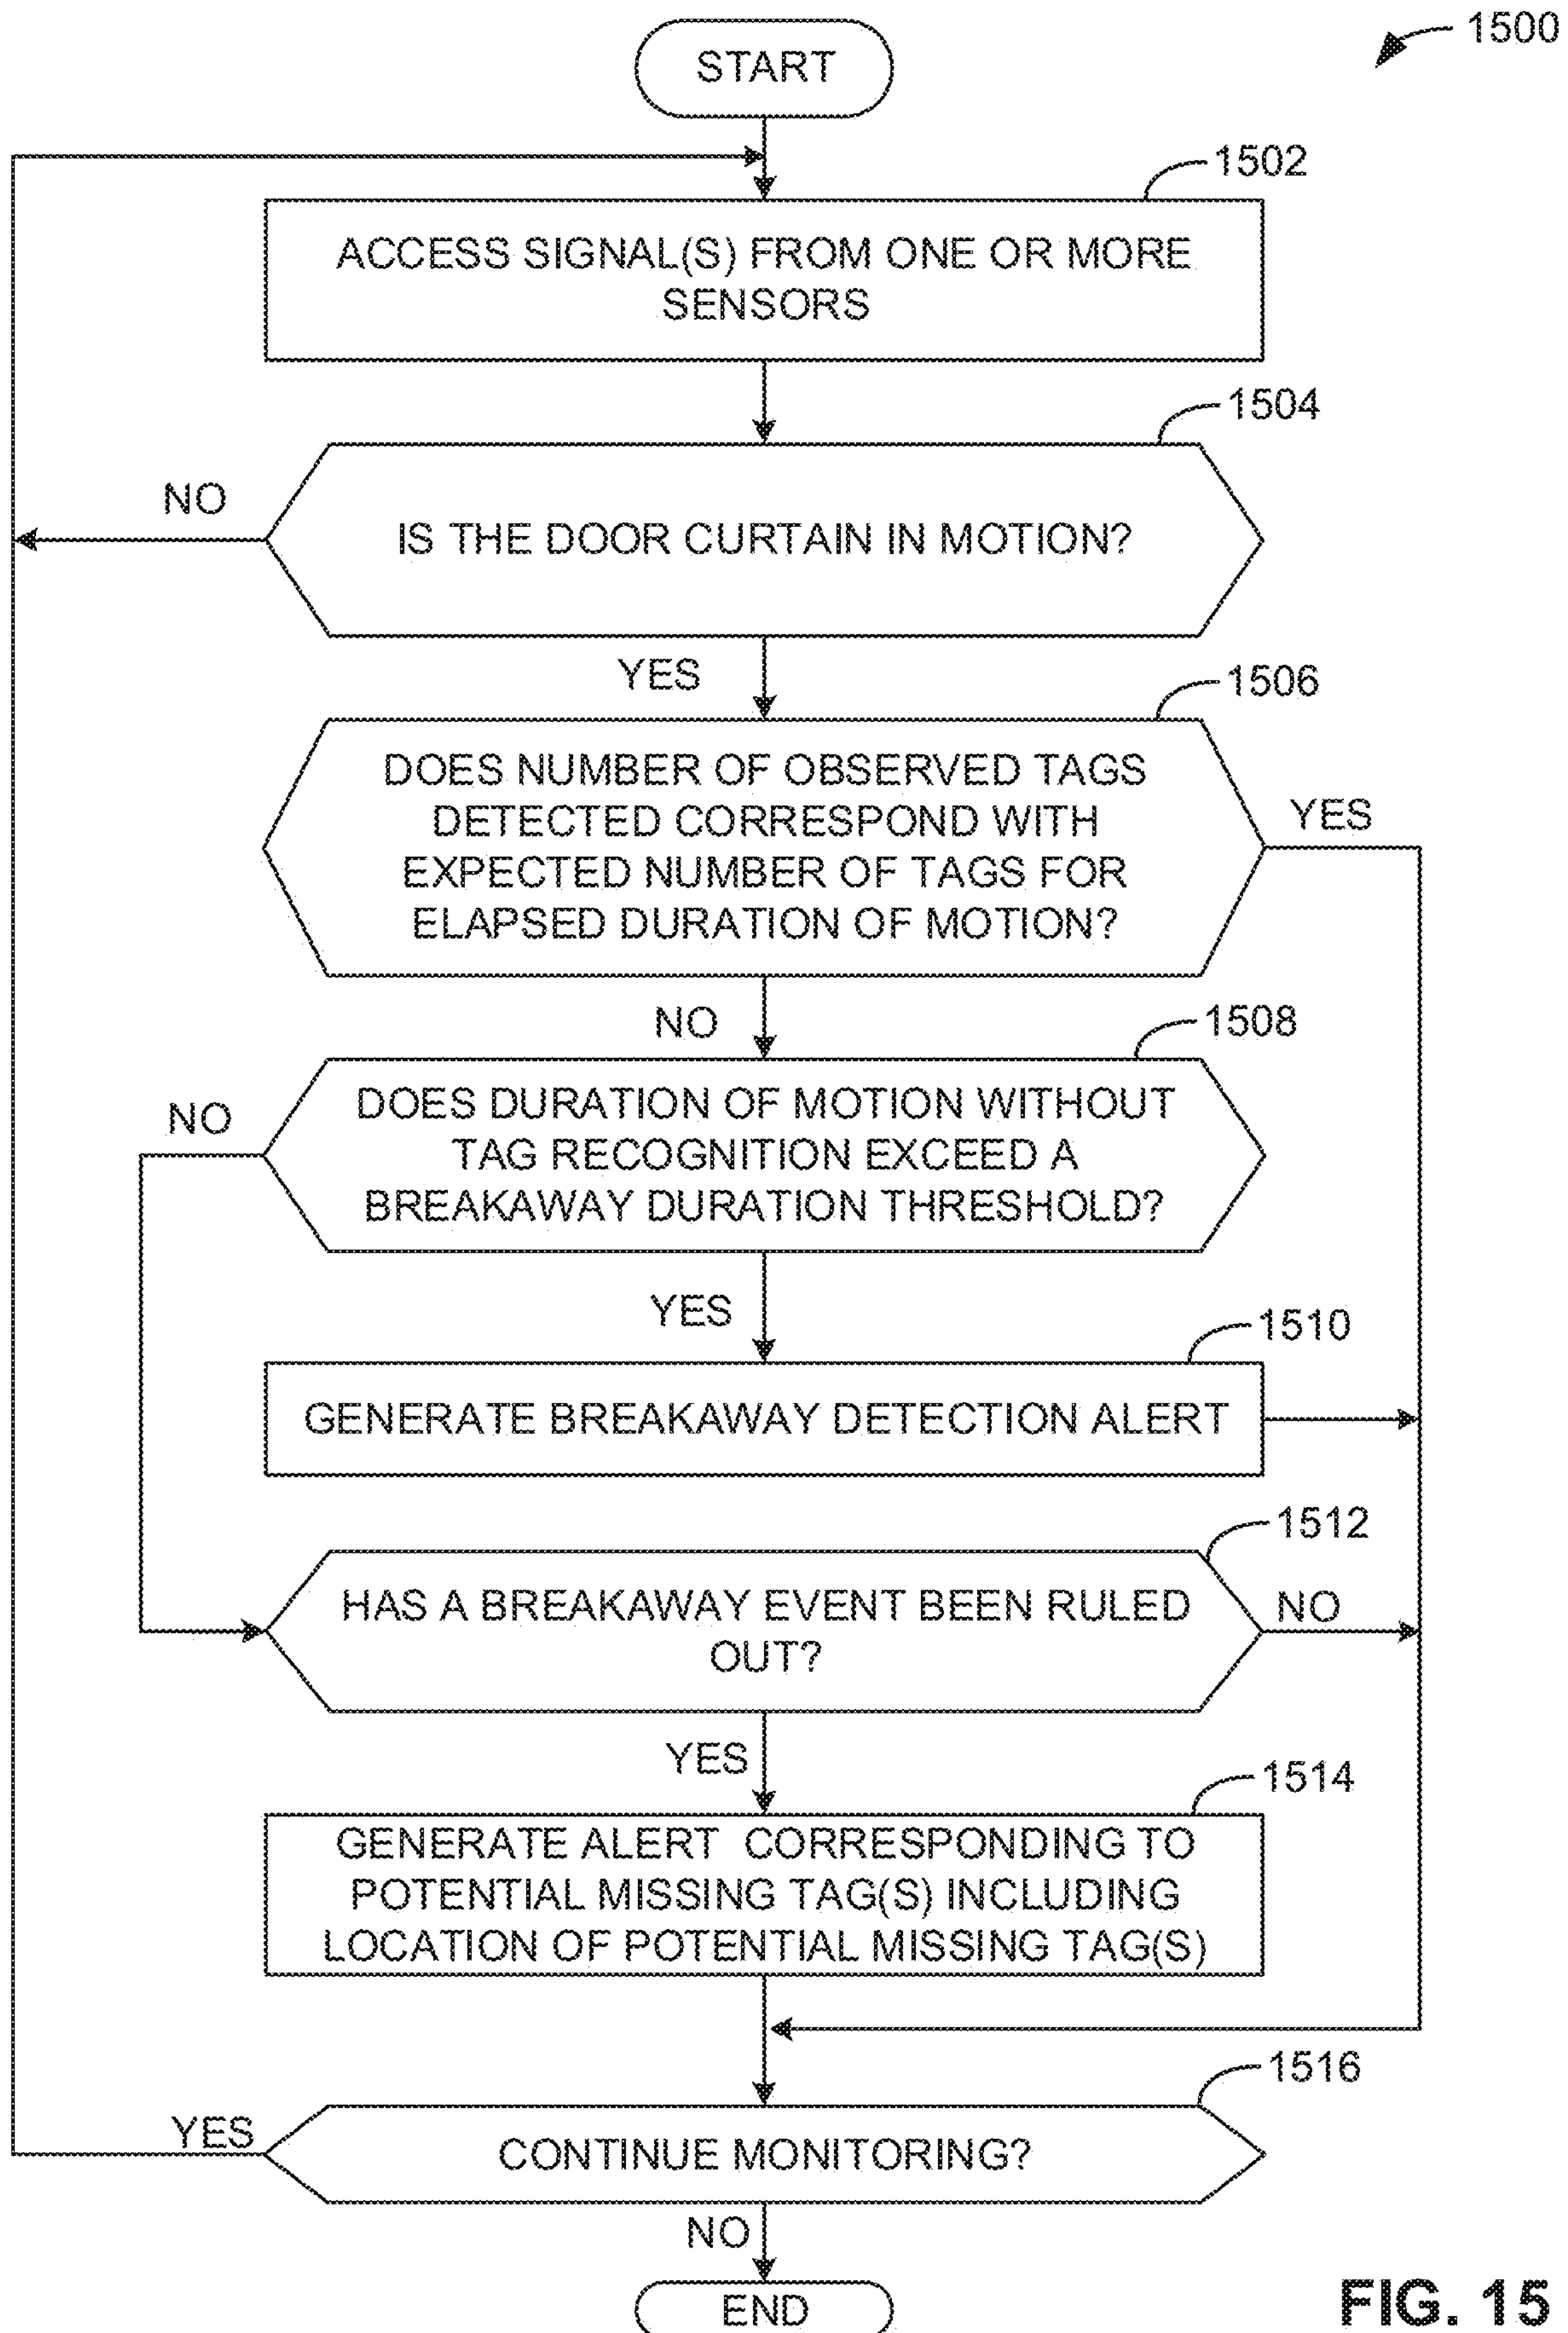 1500
START
1502
ACCESS SIGNAL(S) FROM ONE OR MORE
SENSORS
1504
NO
IS THE DOOR CURTAIN IN MOTION?
YES
1506
DOES NUMBER OF OBSERVED TAGS
DETECTED CORRESPOND WITH
EXPECTED NUMBER OF TAGS FOR
ELAPSED DURATION OF MOTION?
YES
NO
1508
NO
DOES DURATION OF MOTION WITHOUT
TAG RECOGNITION EXCEED A
BREAKAWAY DURATION THRESHOLD?
YES
1510
GENERATE BREAKAWAY DETECTION ALERT
1512
HAS A BREAKAWAY EVENT BEEN RULED
OUT?
NO
YES
1514
GENERATE ALERT CORRESPONDING TO
POTENTIAL MISSING TAG(S) INCLUDING
LOCATION OF POTENTIAL MISSING TAG(S)
1516
YES
CONTINUE MONITORING?
NO
END
FIG. 15